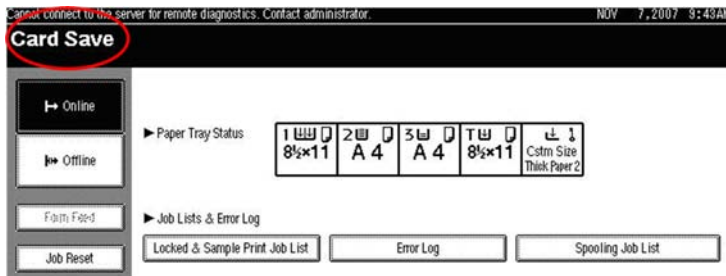 Cannot connect to the server for remote diagnostics. Contact administrator. NOV 7,2007 9:43AM
Card Save
Online
Paper Tray Status
1 2 3 T
8½×11 A 4 A 4 8½×11 Cstm Size
Thick Paper 2
Offline
Form Feed
Job Lists & Error Log
Locked & Sample Print Job List Error Log Spooling Job List
Job Reset